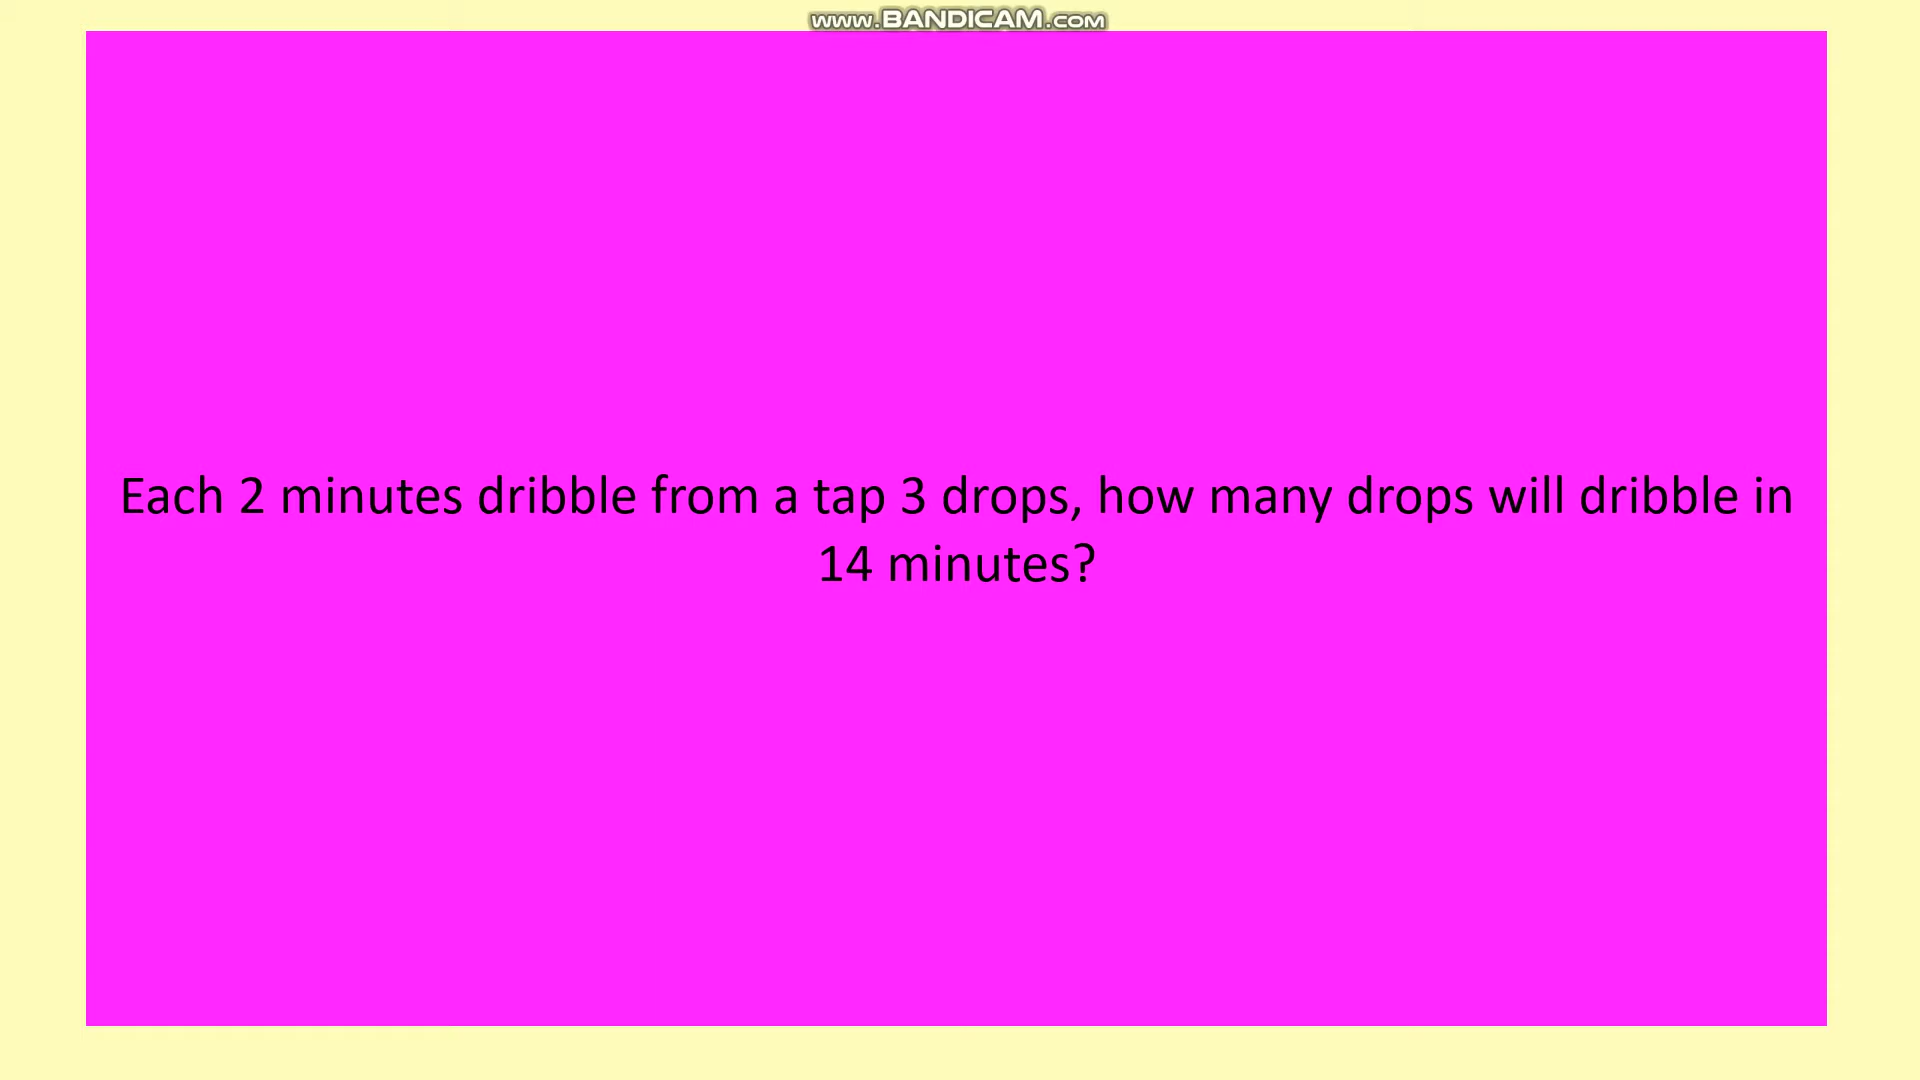 www.BANDICAM.com
Each 2 minutes dribble from a tap 3 drops, how many drops will dribble in
14 minutes?